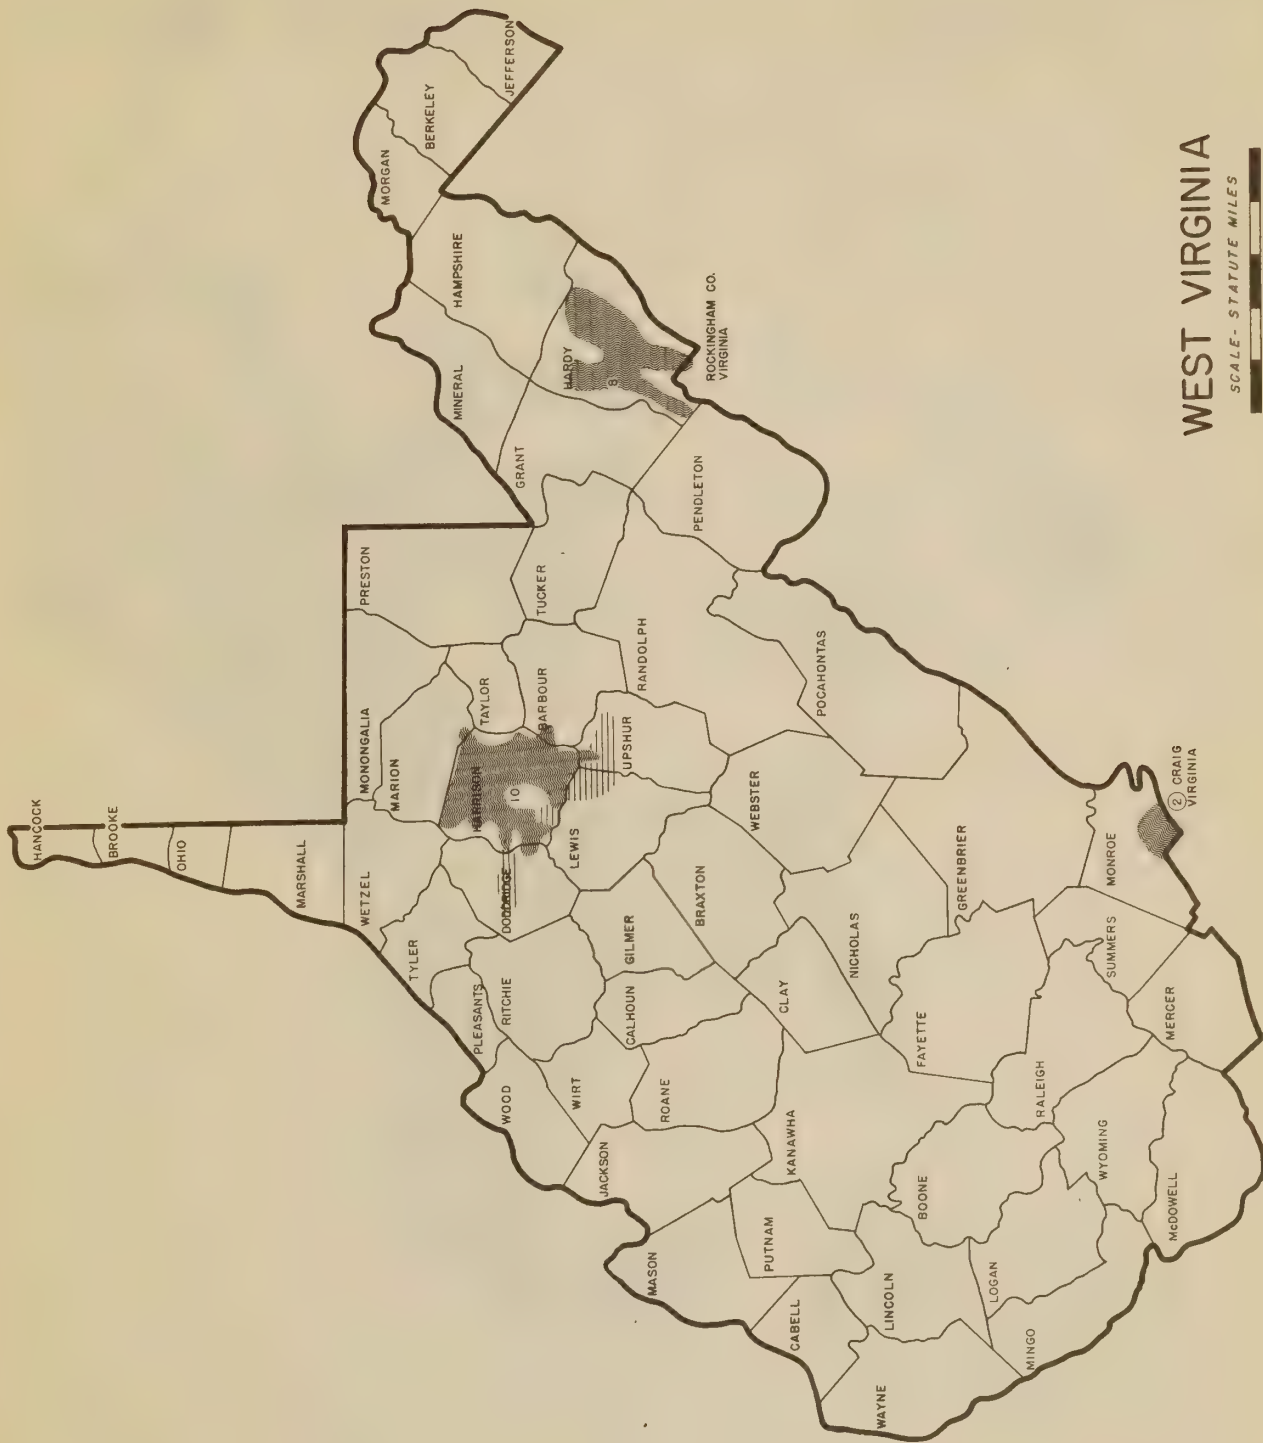 HANCOCK
BROOKE
OHIO
MARSHALL
WETZEL
MONONGALIA
MARION
PRESTON
MORGAN
BERKELEY
JEFFERSON
MINERAL
HAMPSHIRE
GRANT
HARDY
8
ROCKINGHAM CO.
VIRGINIA
TYLER
PLEASANTS
RITCHIE
DODDRIDGE
HARRISON
10
TAYLOR
BARBOUR
TUCKER
WOOD
WIRT
CALHOUN
GILMER
LEWIS
UPSHUR
RANDOLPH
PENDLETON
JACKSON
ROANE
BRAXTON
WEBSTER
POCAHONTAS
MASON
PUTNAM
KANAWHA
CLAY
NICHOLAS
GREENBRIER
CABELL
WAYNE
LINCOLN
BOONE
FAYETTE
LOGAN
MINGO
RALEIGH
SUMMERS
MONROE
2 CRAIG
VIRGINIA
WYOMING
MERCER
McDOWELL
WEST VIRGINIA
SCALE - STATUTE MILES